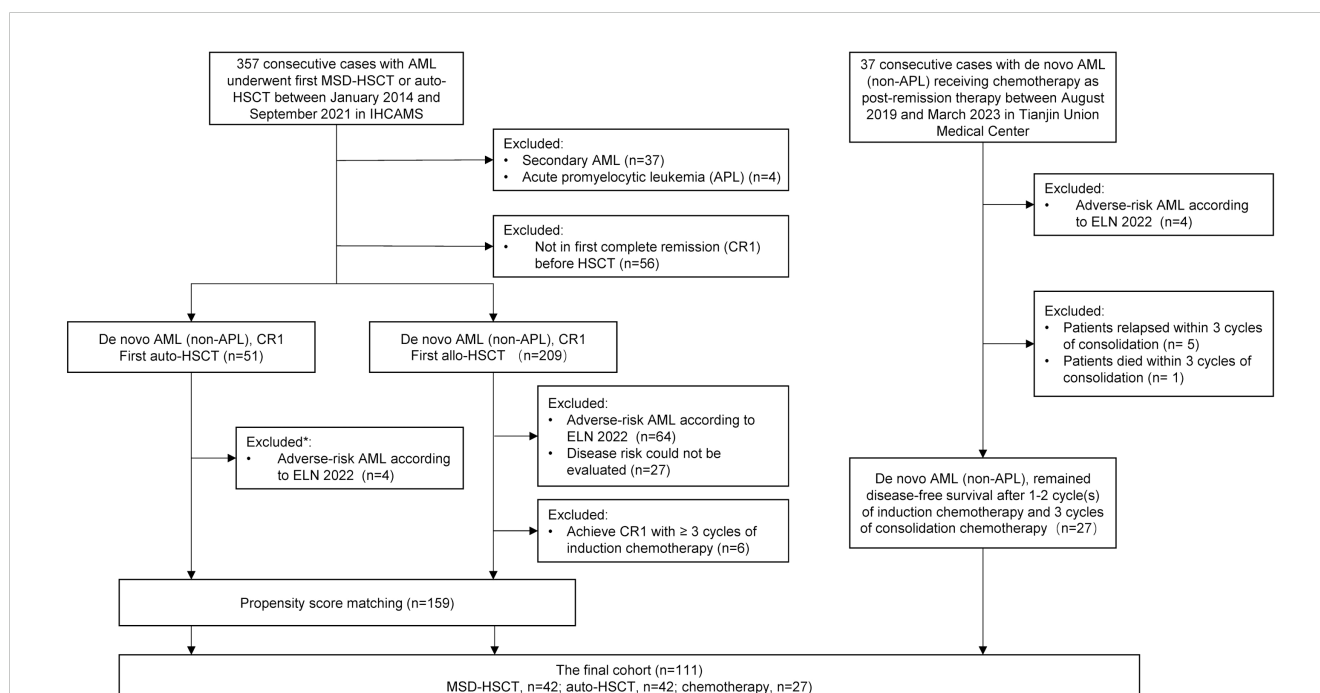 357 consecutive cases with AML
underwent first MSD-HSCT or auto-
HSCT between January 2014 and
September 2021 in IHCAMS
37 consecutive cases with de novo AML
(non-APL) receiving chemotherapy as
post-remission therapy between August
2019 and March 2023 in Tianjin Union
Medical Center
Excluded:
• Secondary AML (n=37)
• Acute promyelocytic leukemia (APL) (n=4)
Excluded:
• Adverse-risk AML according
to ELN 2022 (n=4)
Excluded:
• Not in first complete remission (CR1)
before HSCT (n=56)
Excluded:
• Patients relapsed within 3 cycles
of consolidation (n= 5)
• Patients died within 3 cycles of
consolidation (n= 1)
De novo AML (non-APL), CR1
First auto-HSCT (n=51)
De novo AML (non-APL), CR1
First allo-HSCT （n=209）
Excluded:
• Adverse-risk AML according to
ELN 2022 (n=64)
• Disease risk could not be
evaluated (n=27)
Excluded*:
• Adverse-risk AML according
to ELN 2022 (n=4)
De novo AML (non-APL), remained
disease-free survival after 1-2 cycle(s)
of induction chemotherapy and 3 cycles
of consolidation chemotherapy （n=27）
Excluded:
• Achieve CR1 with ≥ 3 cycles of
induction chemotherapy (n=6)
Propensity score matching (n=159)
The final cohort (n=111)
MSD-HSCT, n=42; auto-HSCT, n=42; chemotherapy, n=27)